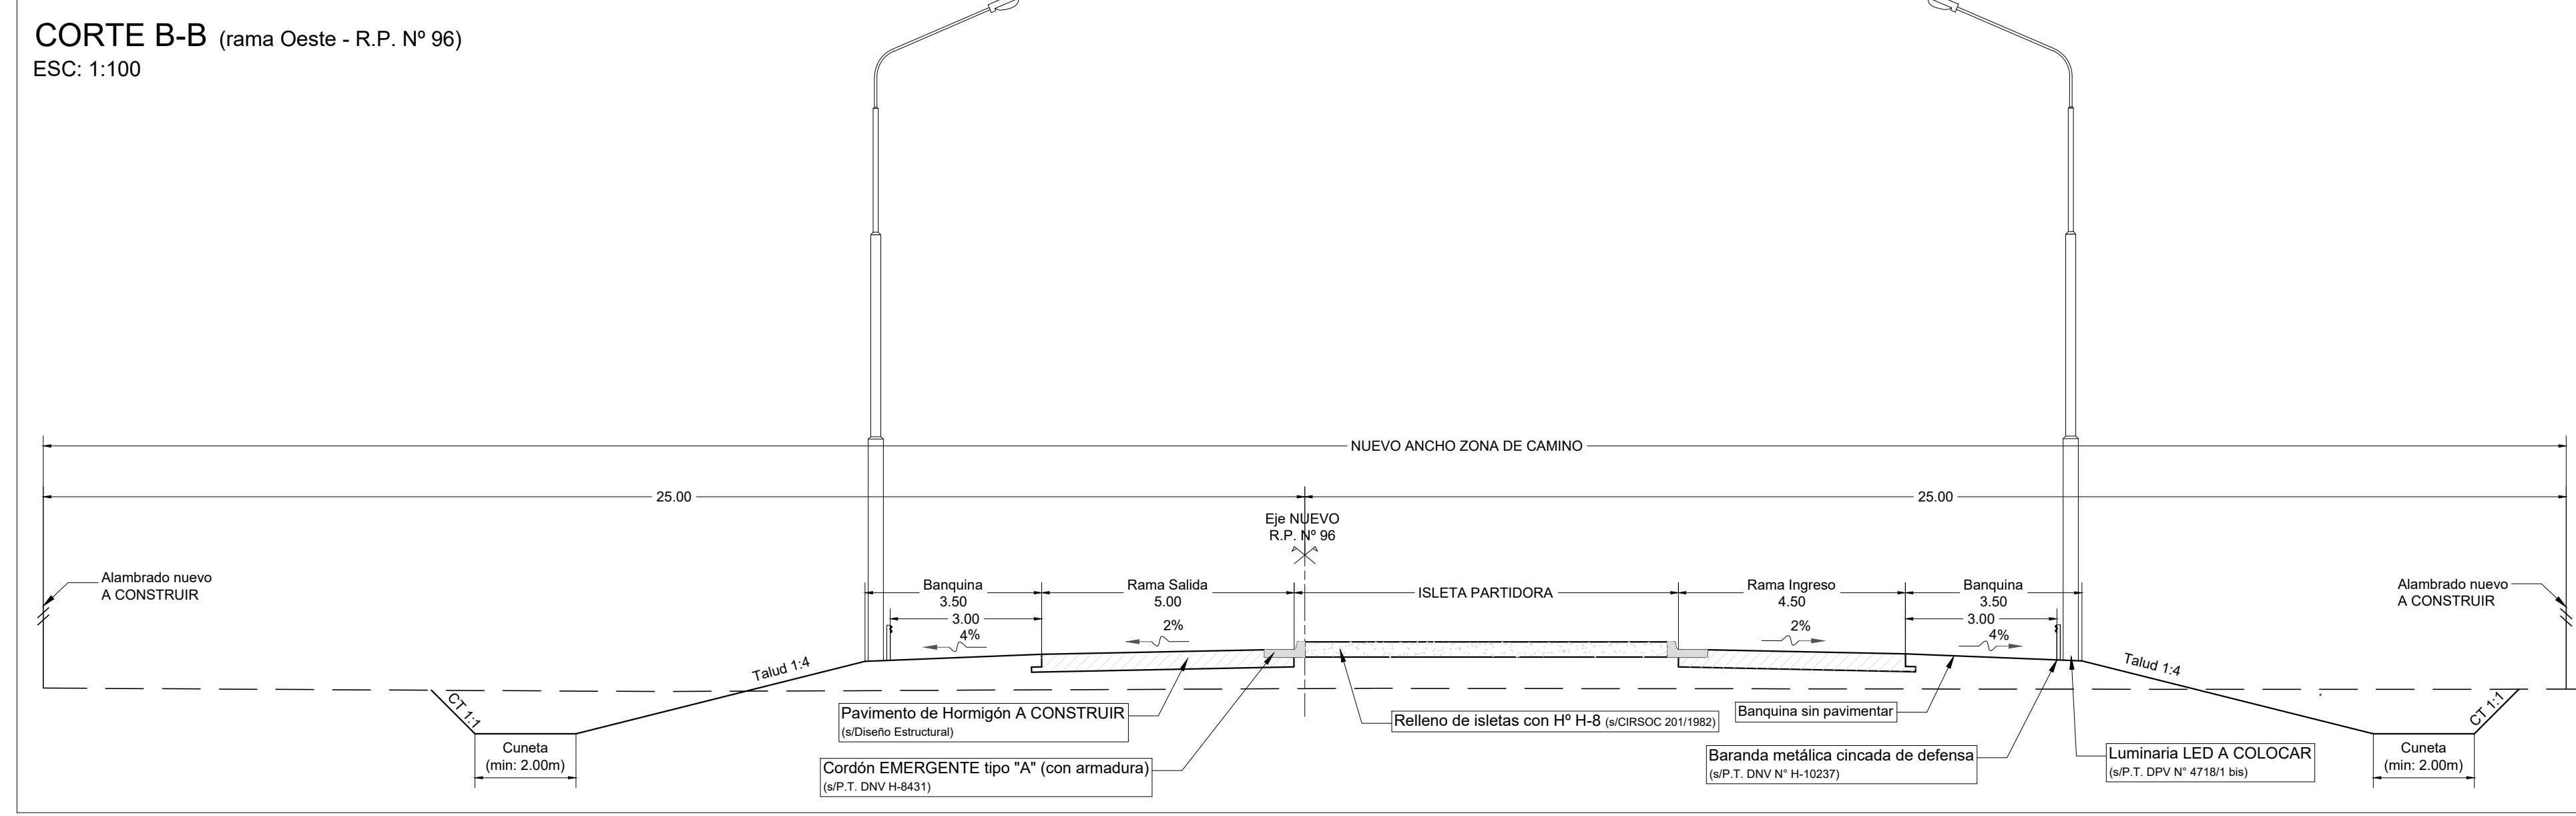 CORTE B-B (rama Oeste - R.P. Nº 96)
ESC: 1:100
NUEVO ANCHO ZONA DE CAMINO
25.00
25.00
Eje NUEVO
R.P. Nº 96
Alambrado nuevo
A CONSTRUIR
Banquina
3.50
3.00
4%
Rama Salida
5.00
2%
ISLETA PARTIDORA
Rama Ingreso
4.50
2%
Banquina
3.50
3.00
4%
Alambrado nuevo
A CONSTRUIR
Talud 1:4
Talud 1:4
CT 1:1
CT 1:1
Cuneta
(min: 2.00m)
Pavimento de Hormigón A CONSTRUIR
(s/Diseño Estructural)
Cordón EMERGENTE tipo "A" (con armadura)
(s/P.T. DNV H-8431)
Relleno de isletas con Hº H-8 (s/CIRSOC 201/1982)
Banquina sin pavimentar
Baranda metálica cincada de defensa
(s/P.T. DNV N° H-10237)
Luminaria LED A COLOCAR
(s/P.T. DPV N° 4718/1 bis)
Cuneta
(min: 2.00m)